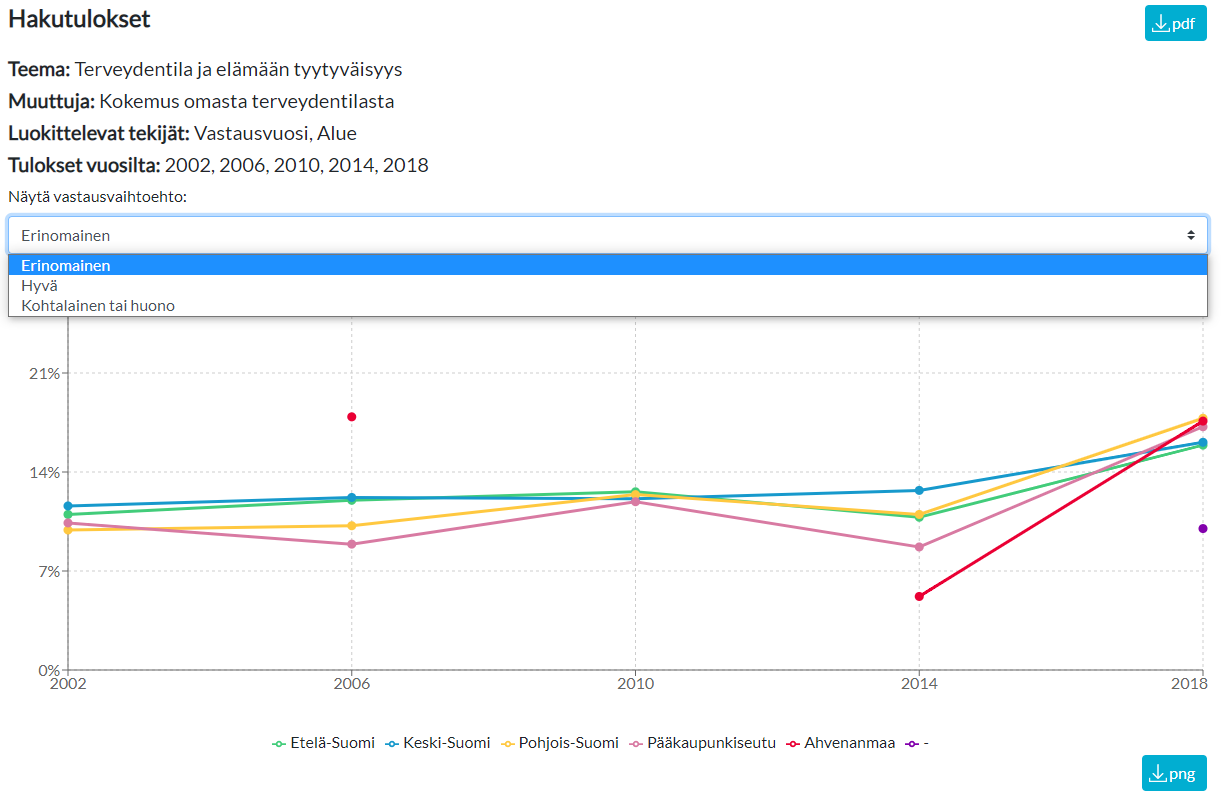 Hakutulokset
pdf
Teema: Terveydentila ja elämään tyytyväisyys
Muuttuja: Kokemus omasta terveydentilasta
Luokittelevat tekijät: Vastausvuosi, Alue
Tulokset vuosilta: 2002, 2006, 2010, 2014, 2018
Näytä vastausvaihtoehto:
Erinomainen
Erinomainen
Hyvä
Kohtalainen tai huono
21%
14%
7%
0%
2002 2006 2010 2014 2018
Etelä-Suomi Keski-Suomi Pohjois-Suomi Pääkaupunkiseutu Ahvenanmaa -
png